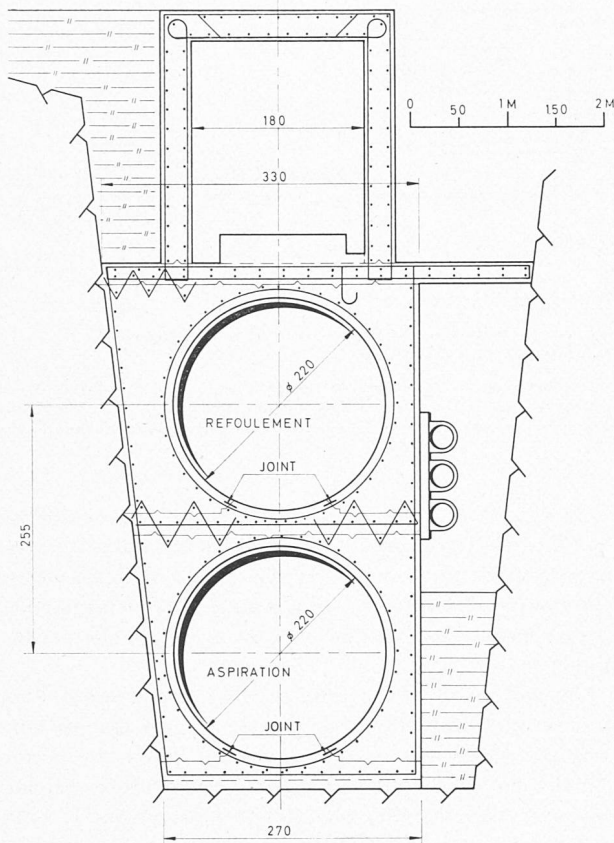 180
0 50 1M 150 2M
330
ø 220
REFOULEMENT
JOINT
255
ø 220
ASPIRATION
JOINT
270